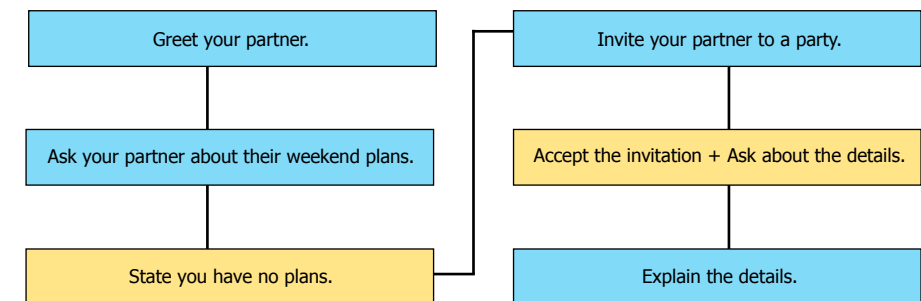 Greet your partner.
Ask your partner about their weekend plans.
State you have no plans.
Invite your partner to a party.
Accept the invitation + Ask about the details.
Explain the details.